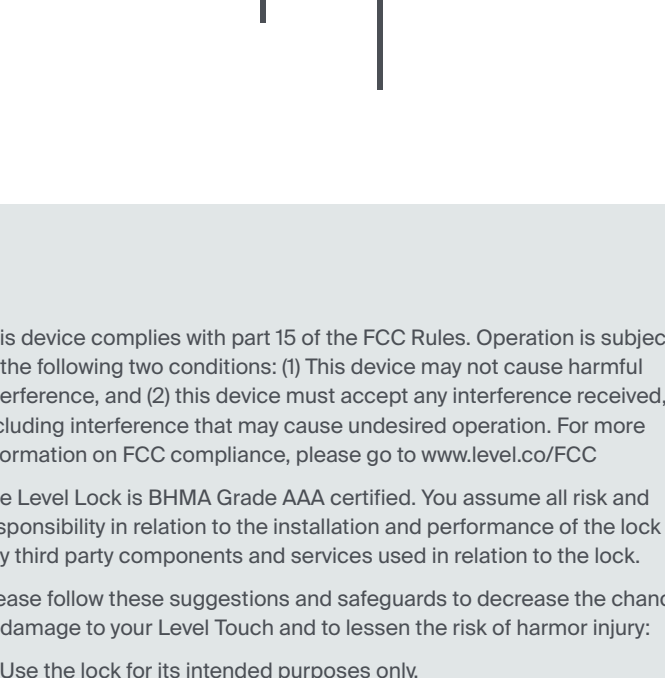 is device complies with part 15 of the FCC Rules. Operation is subjec
the following two conditions: (1) This device may not cause harmful
erference, and (2) this device must accept any interference received,
cluding interference that may cause undesired operation. For more
ormation on FCC compliance, please go to www.level.co/FCC
e Level Lock is BHMA Grade AAA certified. You assume all risk and
sponsibility in relation to the installation and performance of the lock
y third party components and services used in relation to the lock.
ease follow these suggestions and safeguards to decrease the chanc
damage to your Level Touch and to lessen the risk of harmor injury:
Use the lock for its intended purposes only.